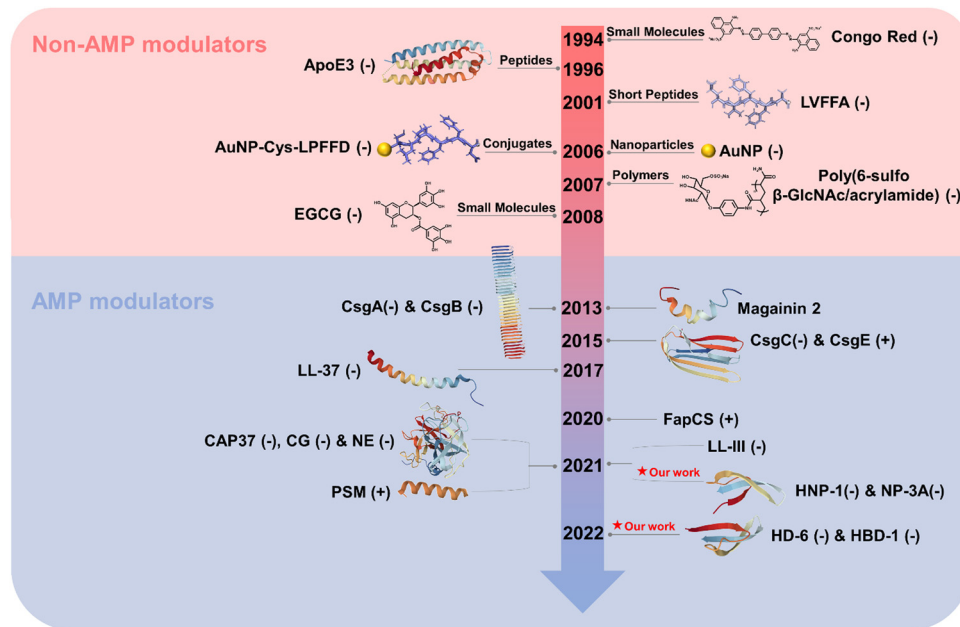 Non-AMP modulators
1994
Small Molecules
Congo Red (-)
ApoE3 (-)
Peptides
1996
2001
Short Peptides
LVFFA (-)
AuNP-Cys-LPFFD (-)
Conjugates
2006
Nanoparticles
AuNP (-)
2007
Polymers
Poly(6-sulfo
β-GlcNAc/acrylamide) (-)
EGCG (-)
Small Molecules
2008
AMP modulators
CsgA(-) & CsgB (-)
2013
Magainin 2
2015
CsgC(-) & CsgE (+)
LL-37 (-)
2017
2020
FapCS (+)
CAP37 (-), CG (-) & NE (-)
LL-III (-)
2021
★ Our work
PSM (+)
HNP-1(-) & NP-3A(-)
2022
★ Our work
HD-6 (-) & HBD-1 (-)